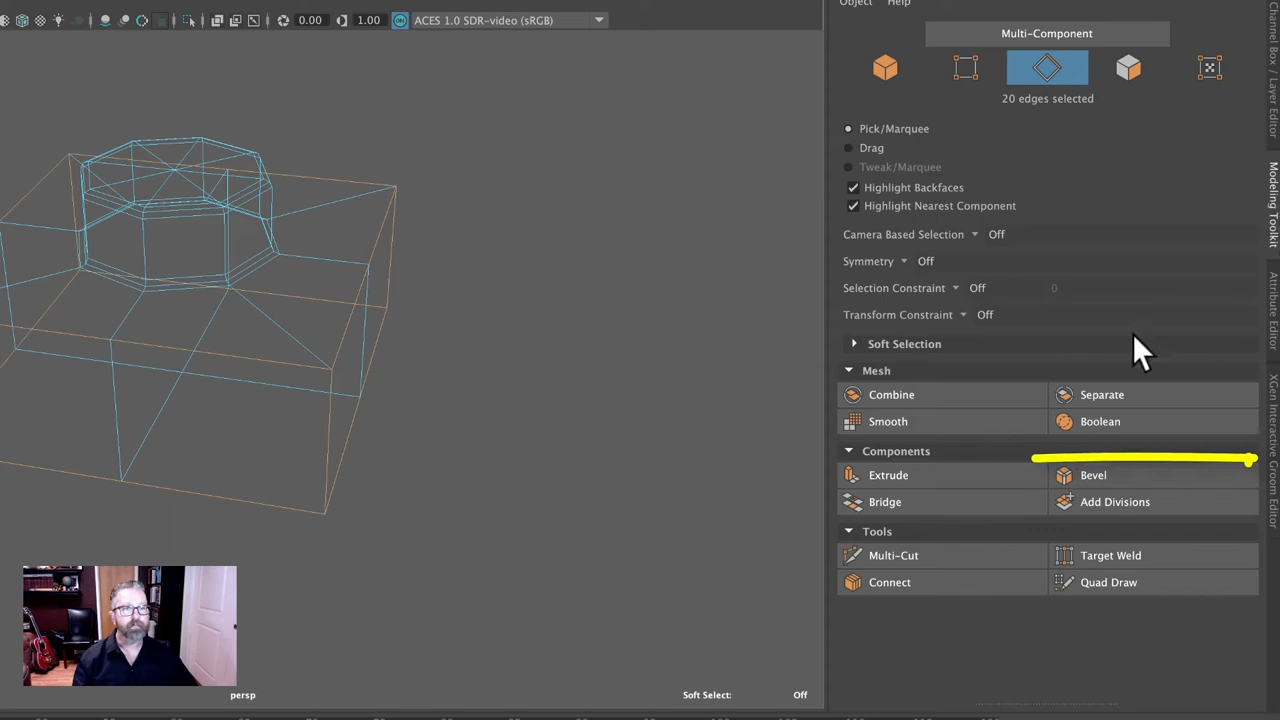 0.00
1.00
ON
ACES 1.0 SDR-video (sRGB)
Object Help
Multi-Component
20 edges selected
Pick/Marquee
Drag
Tweak/Marquee
Highlight Backfaces
Highlight Nearest Component
Camera Based Selection Off
Symmetry Off
Selection Constraint Off 0
Transform Constraint Off
Soft Selection
Mesh
Combine Separate
Smooth Boolean
Components
Extrude Bevel
Bridge Add Divisions
Tools
Multi-Cut Target Weld
Connect Quad Draw
persp
Soft Select: Off
Channel Box / Layer Editor
Modeling Toolkit
Attribute Editor
XGen Interactive Groom Editor